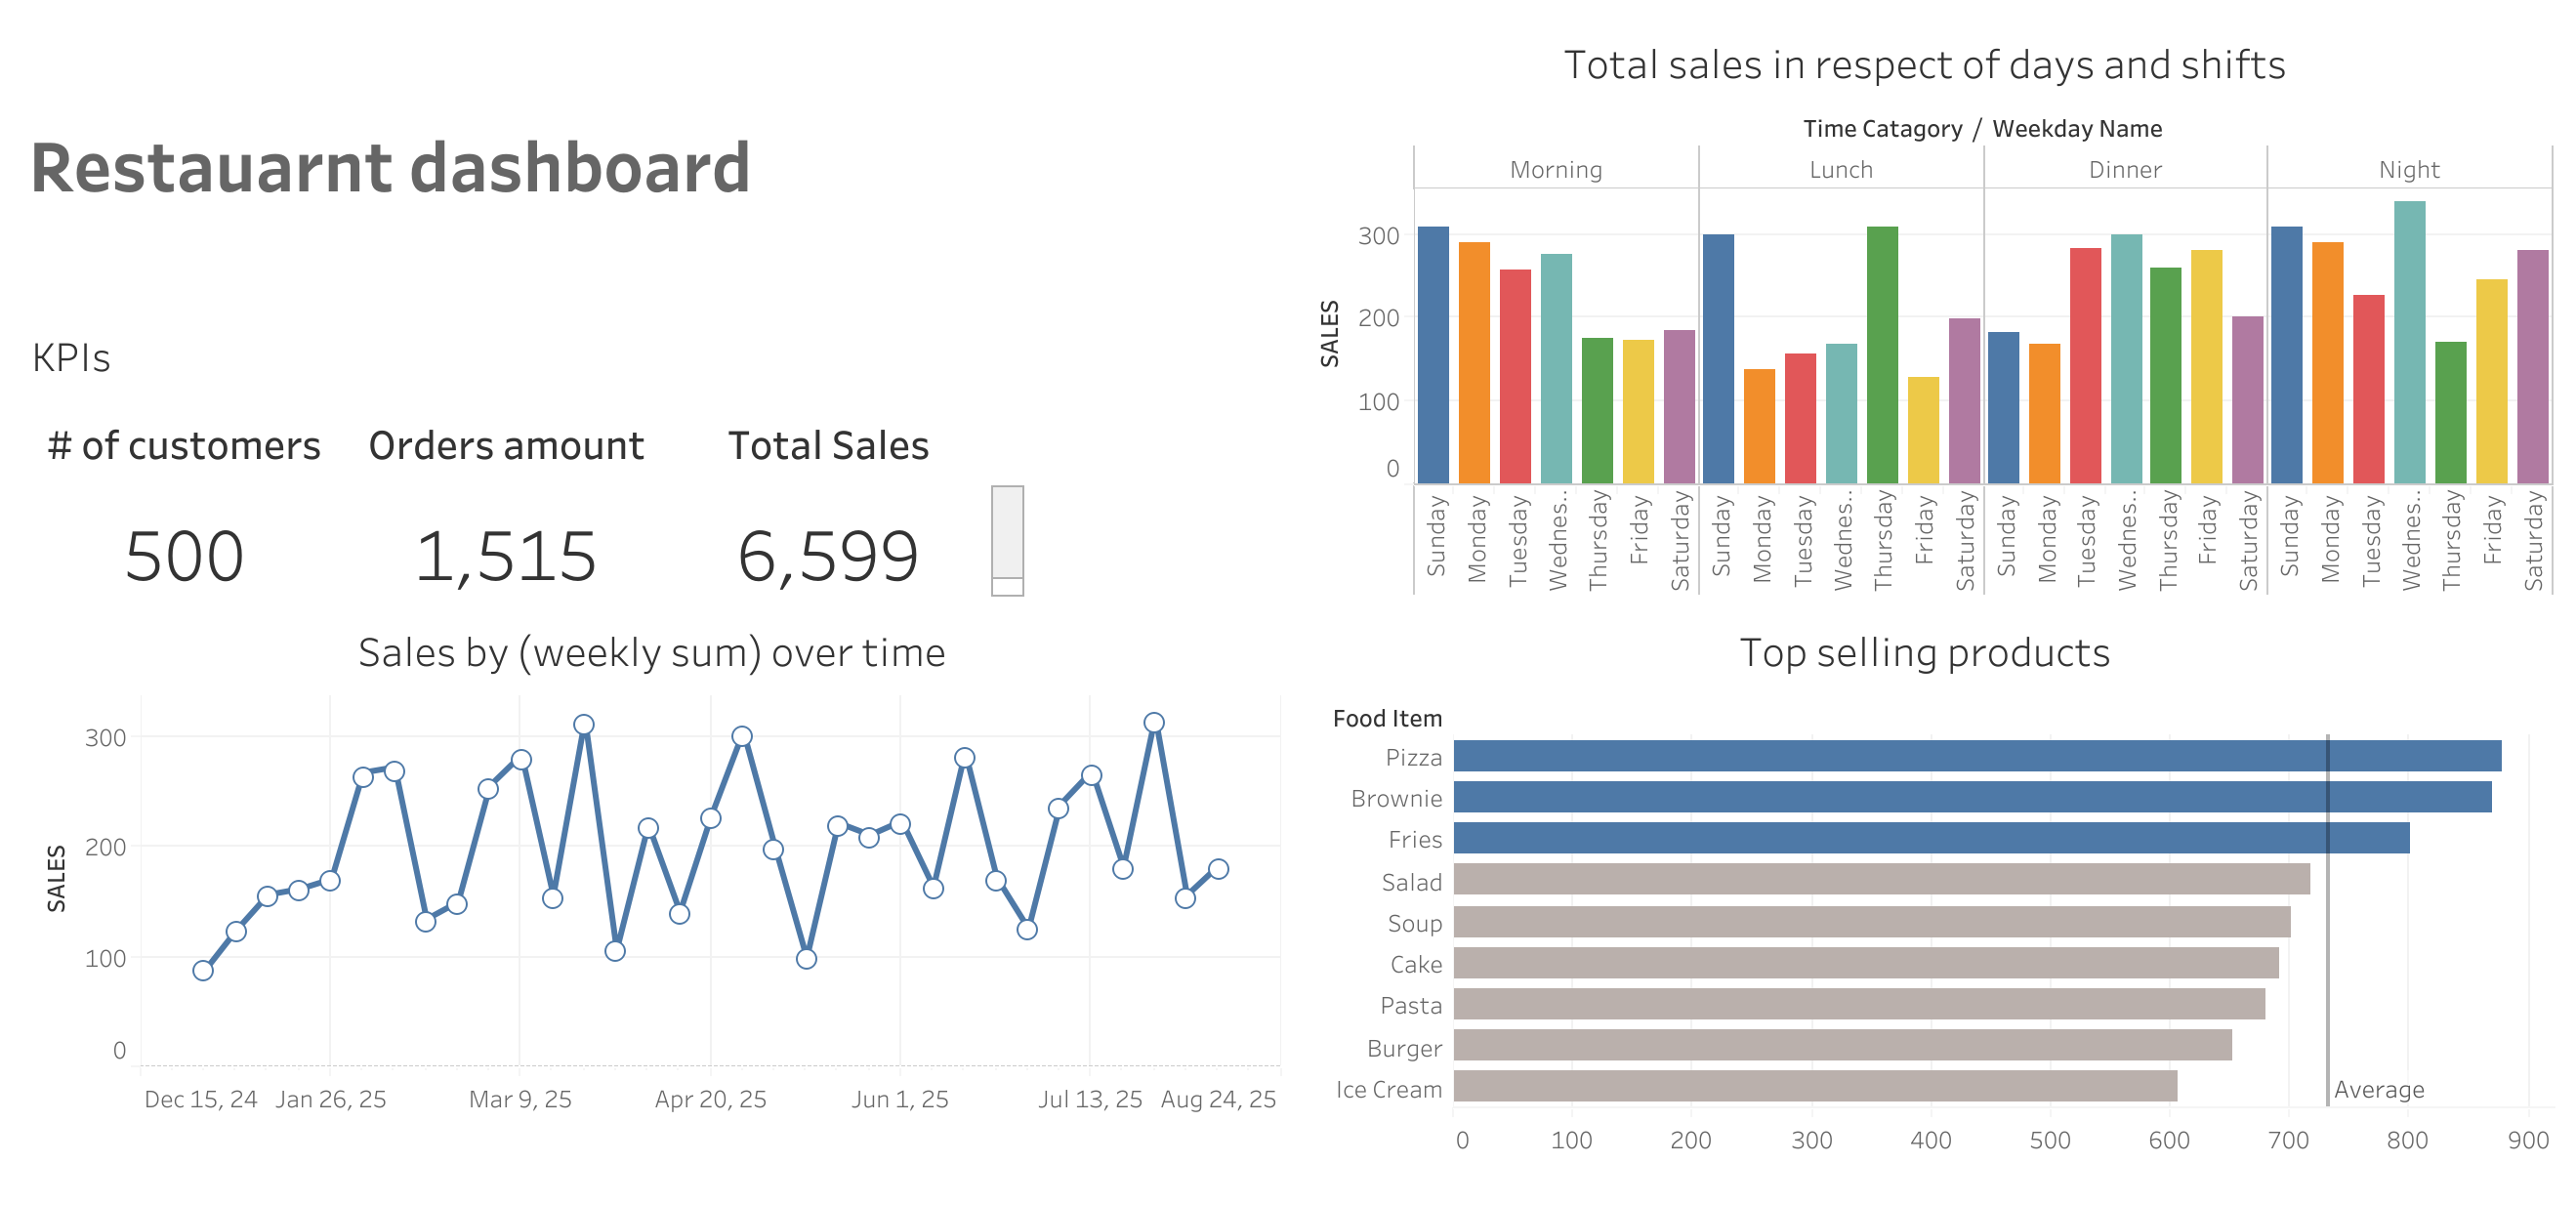 Restauarnt dashboard
KPIs
# of customers Orders amount Total Sales
500 1,515 6,599
Total sales in respect of days and shifts
Time Catagory / Weekday Name
Morning Lunch Dinner Night
SALES
300
200
100
0
Sunday Monday Tuesday Wednes.. Thursday Friday Saturday Sunday Monday Tuesday Wednes.. Thursday Friday Saturday Sunday Monday Tuesday Wednes.. Thursday Friday Saturday Sunday Monday Tuesday Wednes.. Thursday Friday Saturday
Sales by (weekly sum) over time
SALES
300
200
100
0
Dec 15, 24 Jan 26, 25 Mar 9, 25 Apr 20, 25 Jun 1, 25 Jul 13, 25 Aug 24, 25
Top selling products
Food Item
Pizza
Brownie
Fries
Salad
Soup
Cake
Pasta
Burger
Ice Cream
Average
0 100 200 300 400 500 600 700 800 900